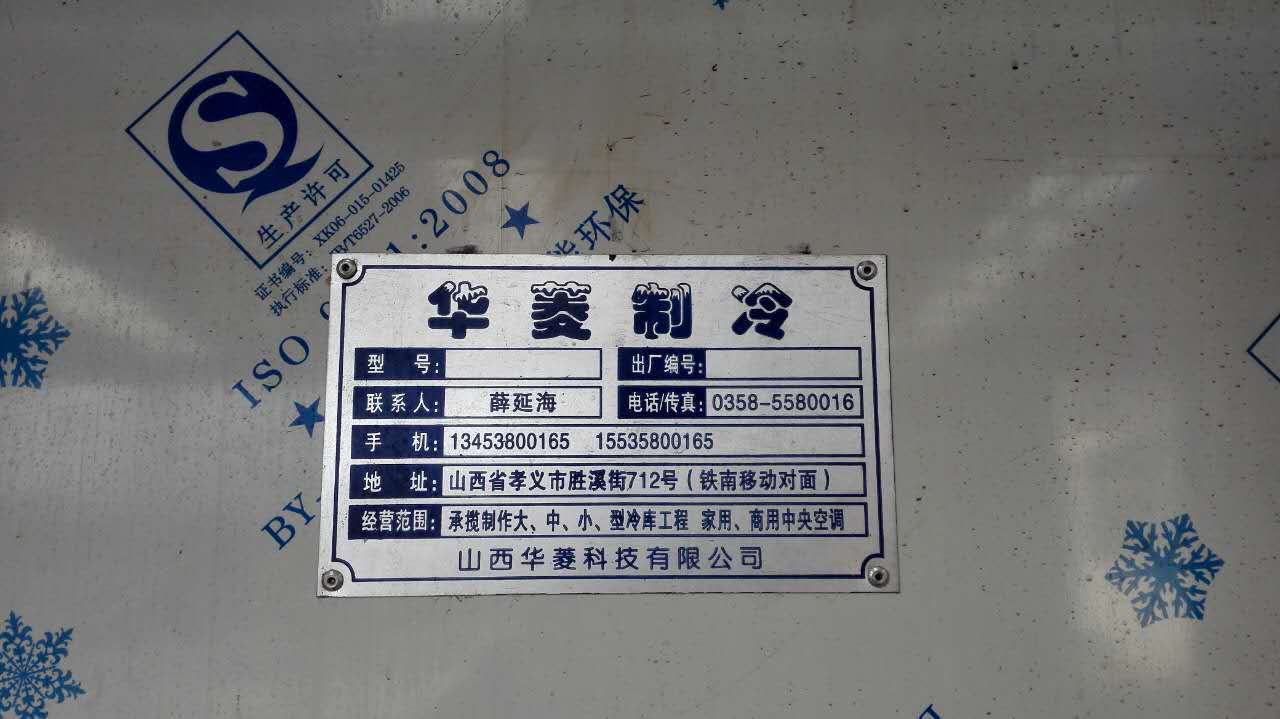 生产许可
证书编号: XK06-015-01425
执行标准: B/T6527-2006
ISO
1:2008
环保
BY
华菱制冷
型号:
出厂编号:
联系人: 薛延海
电话/传真: 0358-5580016
手机: 13453800165 15535800165
地址: 山西省孝义市胜溪街712号(铁南移动对面)
经营范围: 承揽制作大、中、小、型冷库工程 家用、商用中央空调
山西华菱科技有限公司